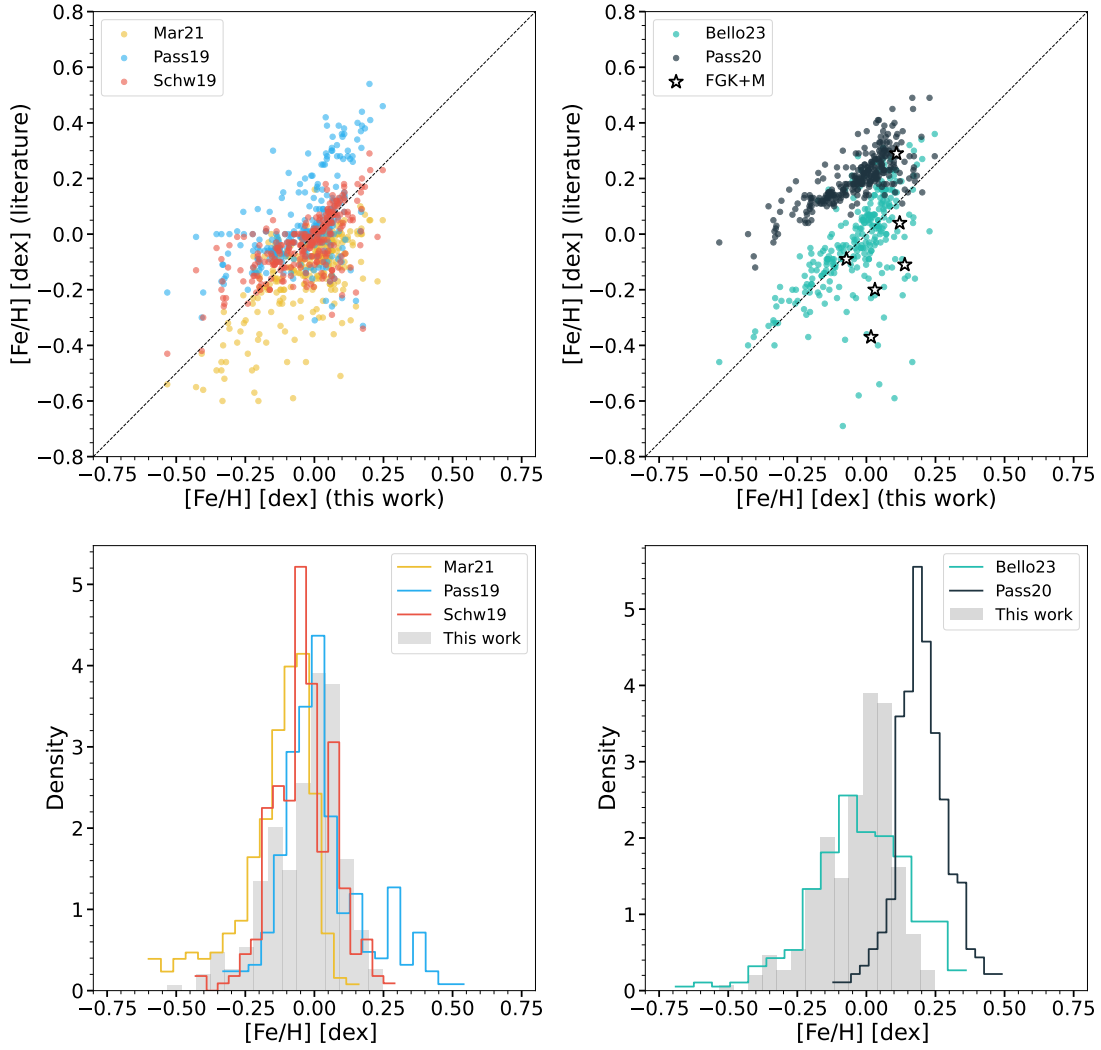 0.8
0.6
0.4
0.2
0.0
−0.2
−0.4
−0.6
−0.8
[Fe/H] [dex] (literature)
Mar21
Pass19
Schw19
−0.75 −0.50 −0.25 0.00 0.25 0.50 0.75
[Fe/H] [dex] (this work)
0.8
0.6
0.4
0.2
0.0
−0.2
−0.4
−0.6
−0.8
[Fe/H] [dex] (literature)
Bello23
Pass20
FGK+M
−0.75 −0.50 −0.25 0.00 0.25 0.50 0.75
[Fe/H] [dex] (this work)
5
4
3
2
1
0
Density
Mar21
Pass19
Schw19
This work
−0.75 −0.50 −0.25 0.00 0.25 0.50 0.75
[Fe/H] [dex]
5
4
3
2
1
0
Density
Bello23
Pass20
This work
−0.75 −0.50 −0.25 0.00 0.25 0.50 0.75
[Fe/H] [dex]